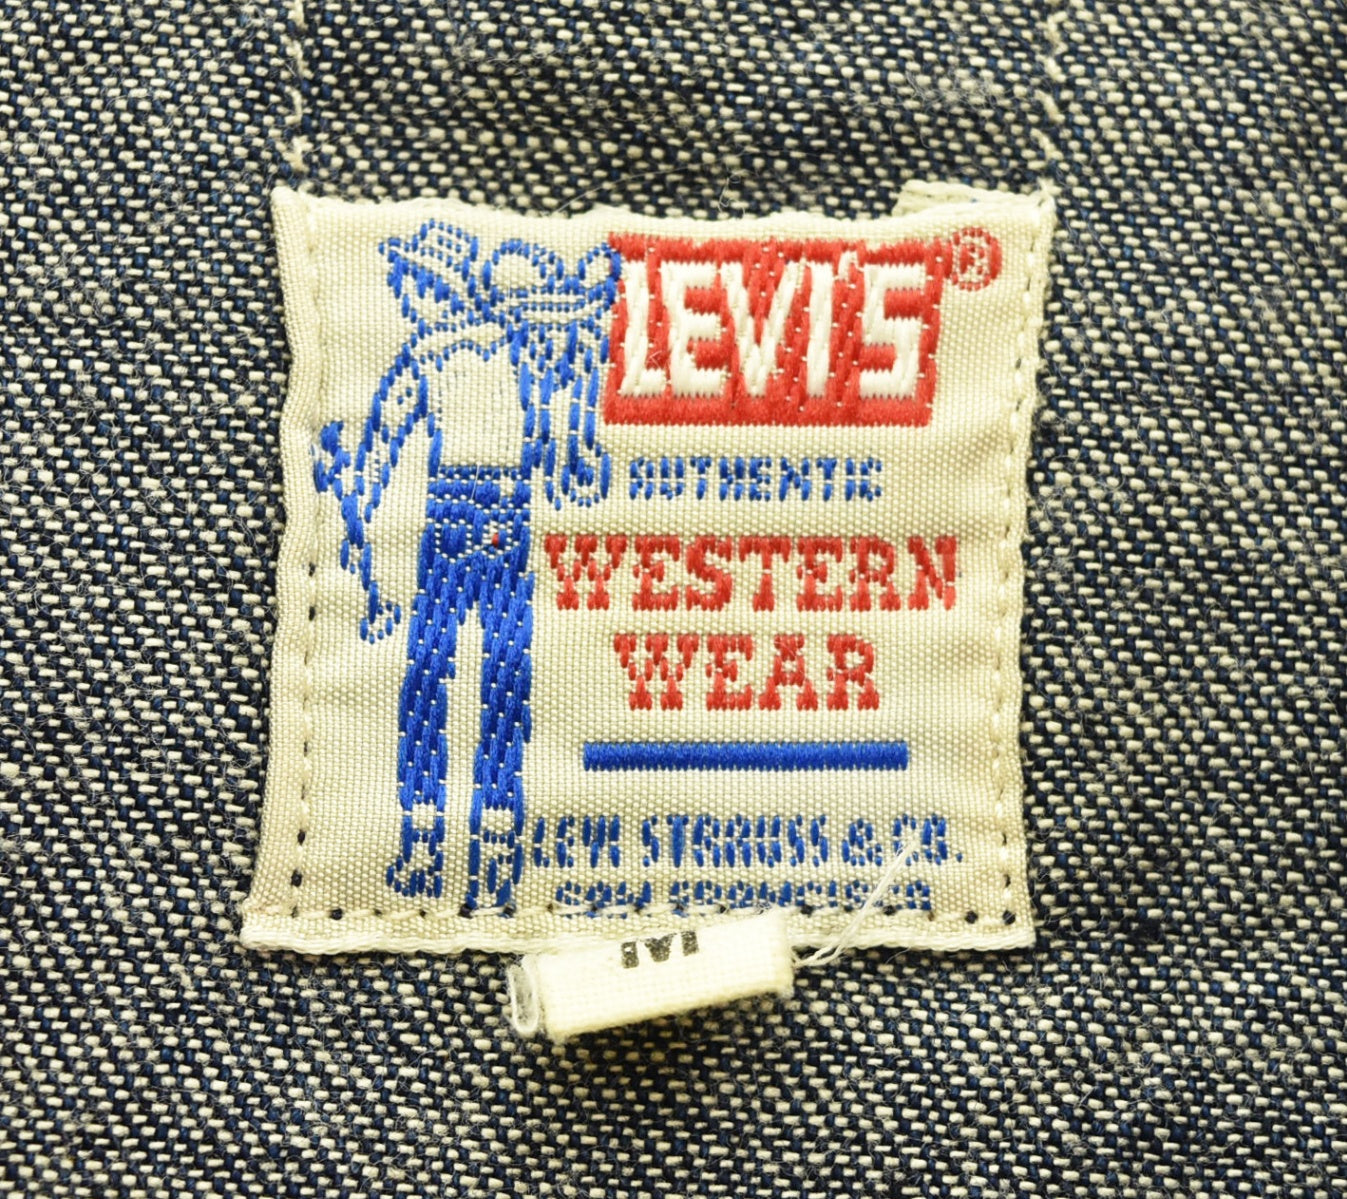 LEVI'S ®
AUTHENTIC
WESTERN
WEAR
LEVI STRAUSS & CO.
SAN FRANCISCO
M